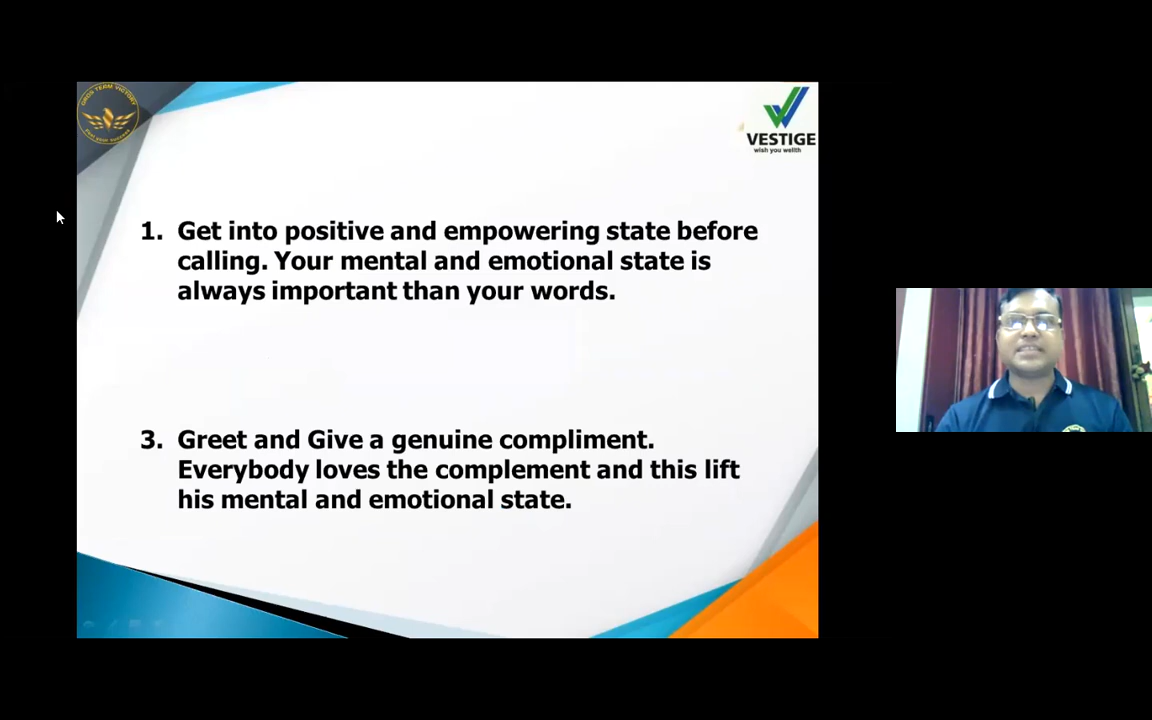 VESTIGE
wish you wellth
1. Get into positive and empowering state before
calling. Your mental and emotional state is
always important than your words.
3. Greet and Give a genuine compliment.
Everybody loves the complement and this lift
his mental and emotional state.